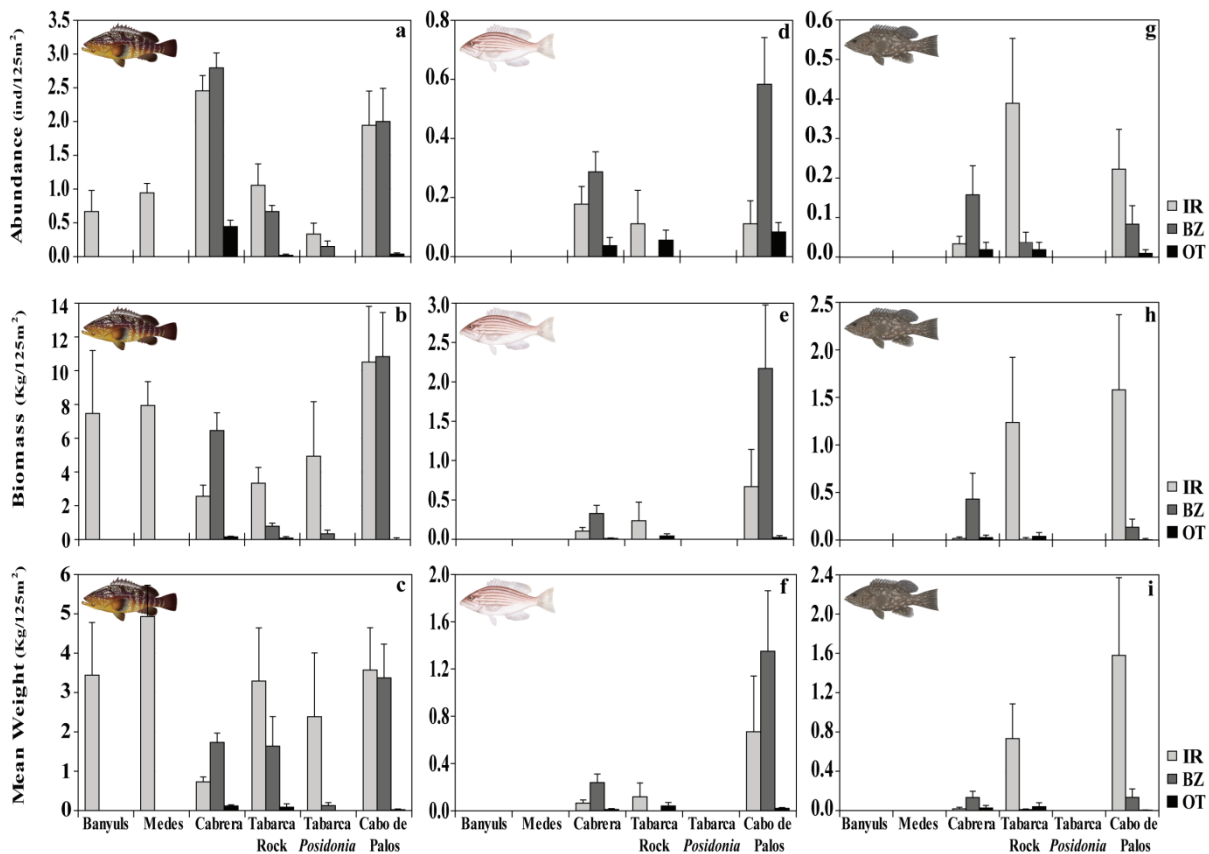 Abundance (ind/125m²)
3.5
3.0
2.5
2.0
1.5
1.0
0.5
0.0
a
0.8
0.6
0.4
0.2
0.0
d
0.6
0.5
0.4
0.3
0.2
0.1
0.0
g
IR
BZ
OT
Biomass (Kg/125m²)
14
12
10
8
6
4
2
0
b
3.0
2.5
2.0
1.5
1.0
0.5
0.0
e
2.5
2.0
1.5
1.0
0.5
0.0
h
IR
BZ
OT
Mean Weight (Kg/125m²)
6
5
4
3
2
1
0
c
2.0
1.6
1.2
0.8
0.4
0.0
f
2.4
2.0
1.6
1.2
0.8
0.4
0.0
i
IR
BZ
OT
Banyuls Medes Cabrera Tabarca Tabarca Cabo de
Rock Posidonia Palos
Banyuls Medes Cabrera Tabarca Tabarca Cabo de
Rock Posidonia Palos
Banyuls Medes Cabrera Tabarca Tabarca Cabo de
Rock Posidonia Palos